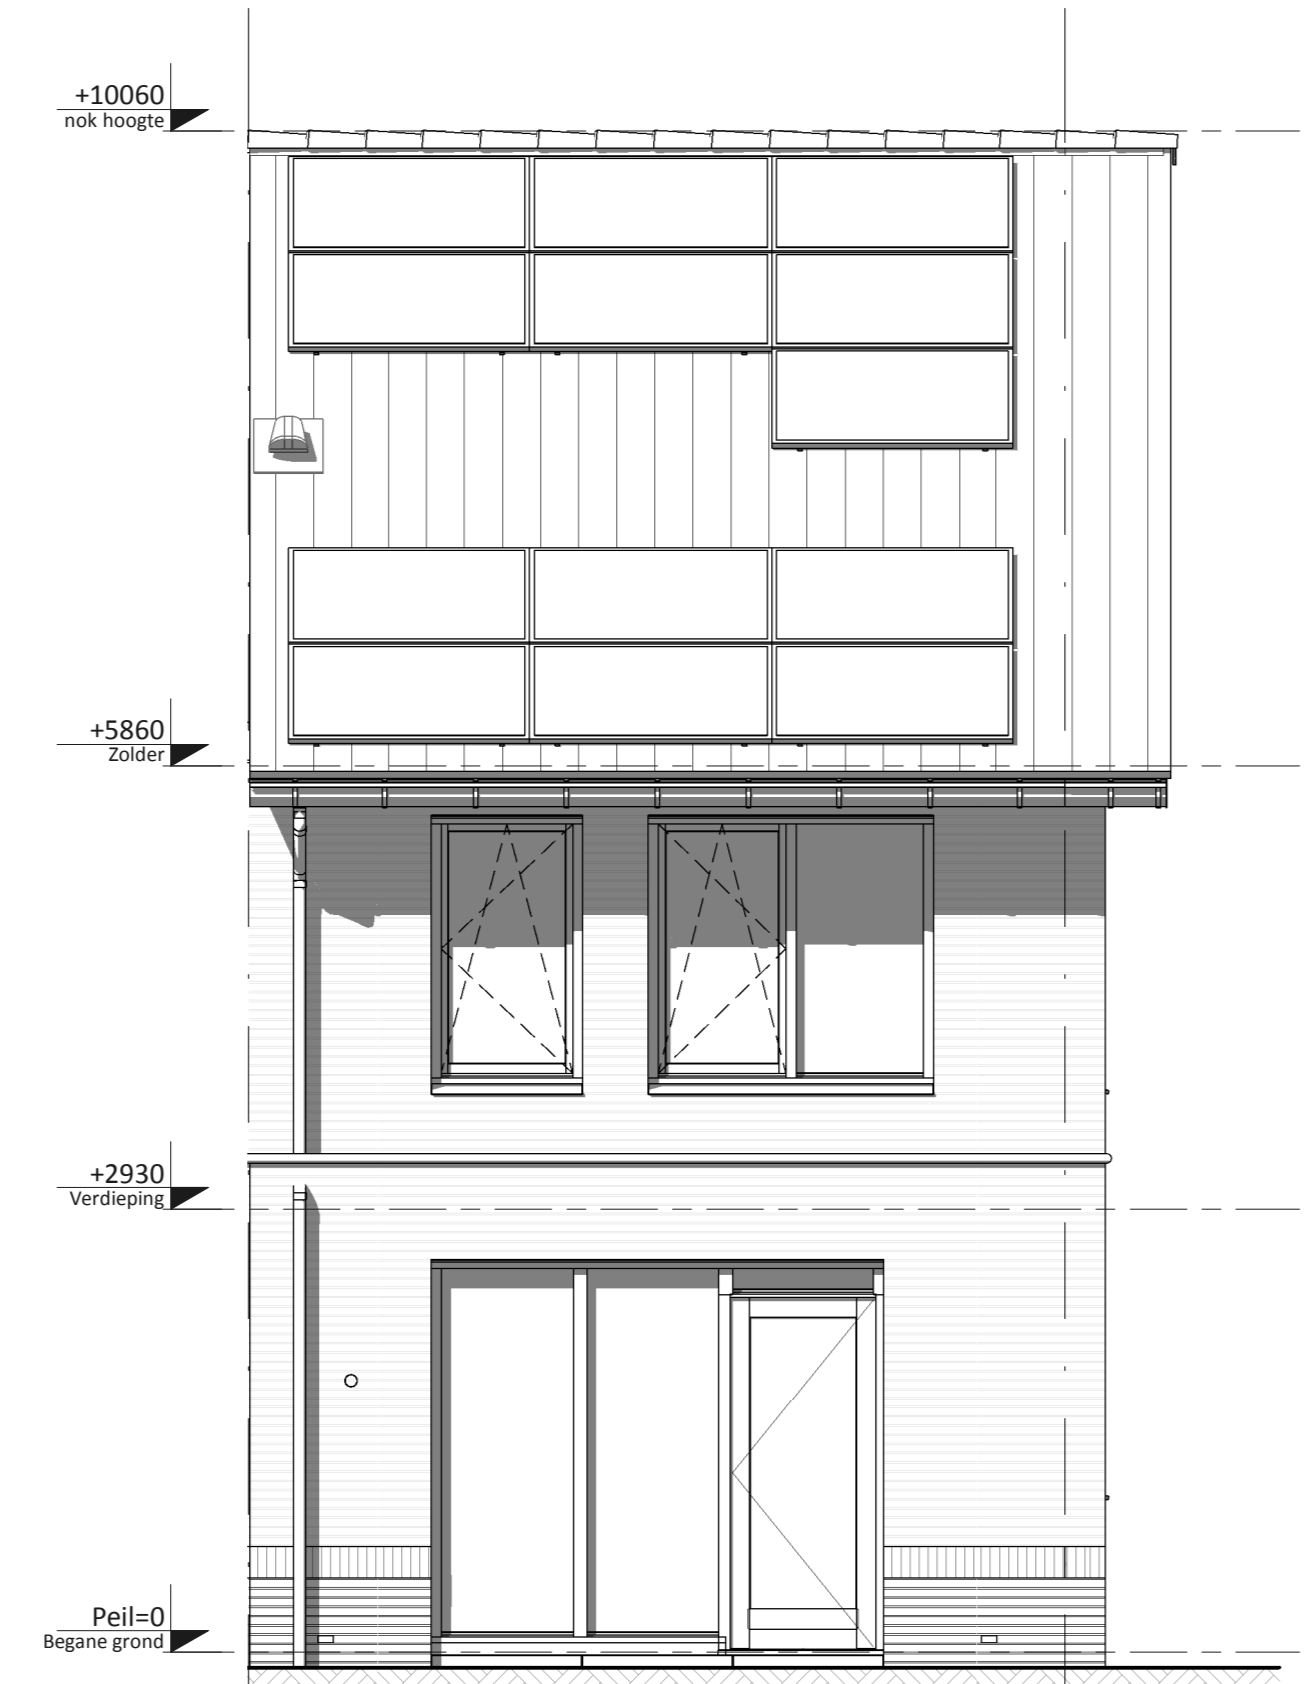 +10060
nok hoogte
+5860
Zolder
+2930
Verdieping
Peil=0
Begane grond